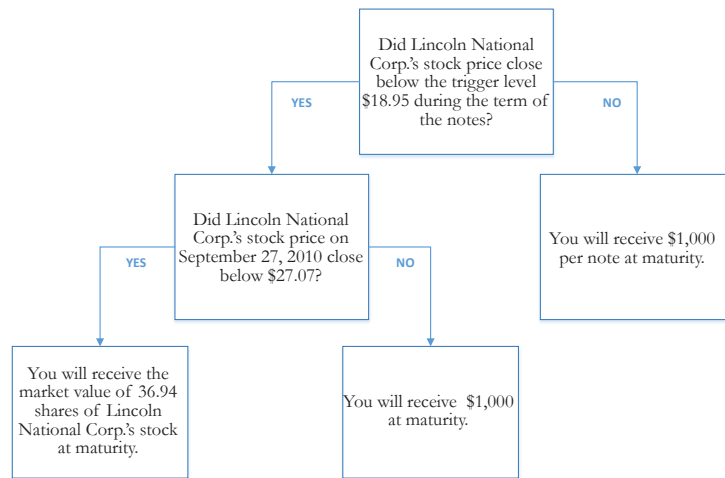 Did Lincoln National
Corp.'s stock price close
below the trigger level
$18.95 during the term of
the notes?
YES
NO
Did Lincoln National
Corp.'s stock price on
September 27, 2010 close
below $27.07?
You will receive $1,000
per note at maturity.
YES
NO
You will receive the
market value of 36.94
shares of Lincoln
National Corp.'s stock
at maturity.
You will receive $1,000
at maturity.